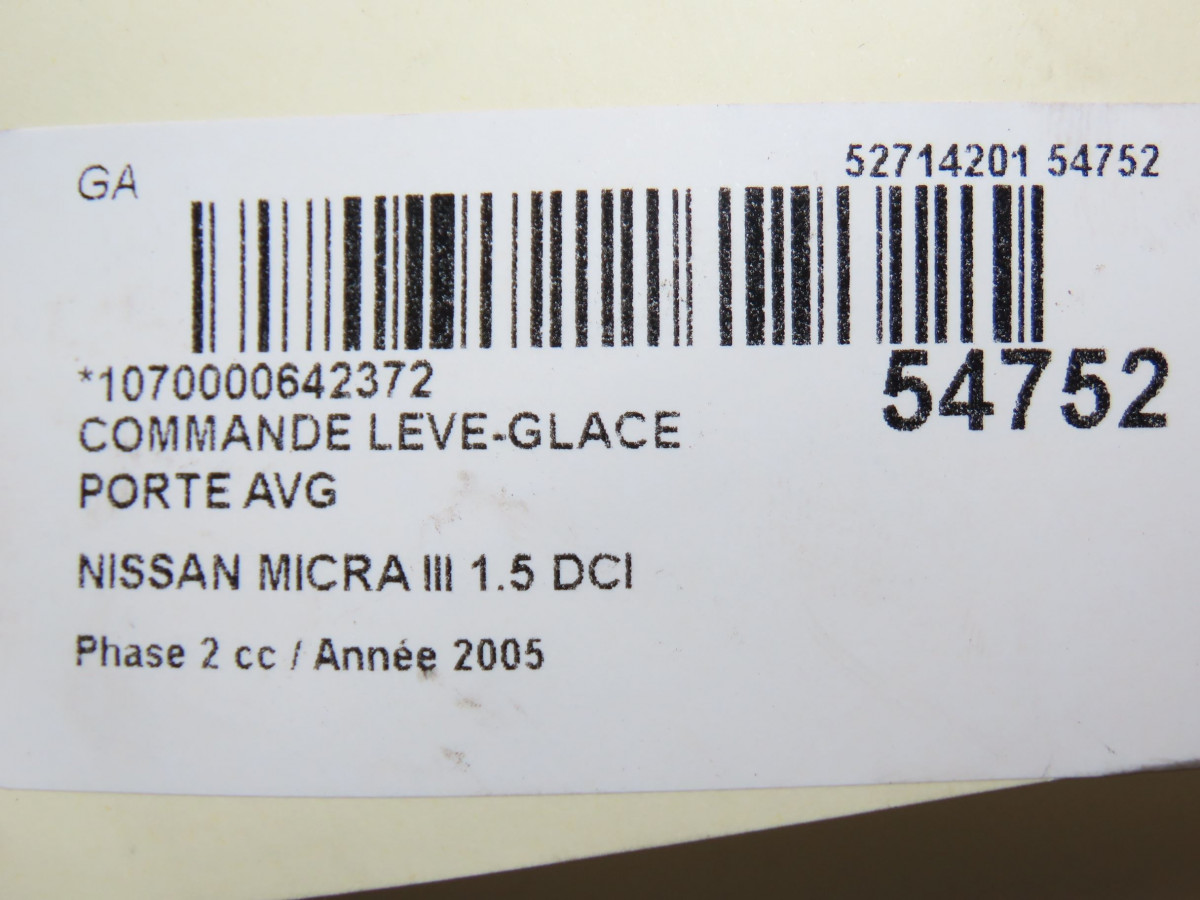 GA
52714201 54752
*1070000642372
54752
COMMANDE LEVE-GLACE
PORTE AVG
NISSAN MICRA III 1.5 DCI
Phase 2 cc / Année 2005